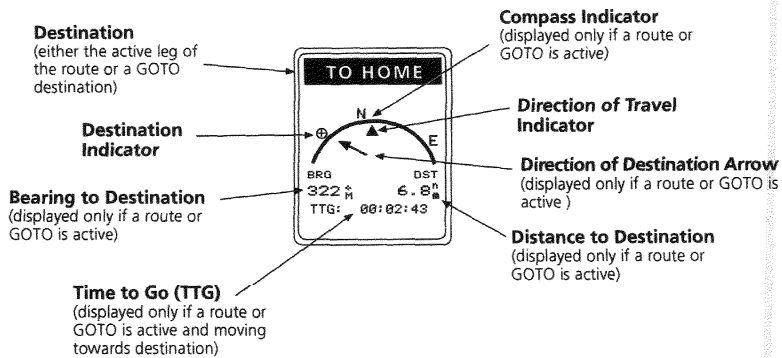 Destination
(either the active leg of
the route or a GOTO
destination)
Compass Indicator
(displayed only if a route or
GOTO is active)
TO HOME
N
E
Direction of Travel
Indicator
Destination
Indicator
Direction of Destination Arrow
(displayed only if a route or GOTO is
active )
BRG
DST
322°M
6.8nm
TTG: 00:02:43
Bearing to Destination
(displayed only if a route or
GOTO is active)
Distance to Destination
(displayed only if a route or
GOTO is active)
Time to Go (TTG)
(displayed only if a route or
GOTO is active and moving
towards destination)